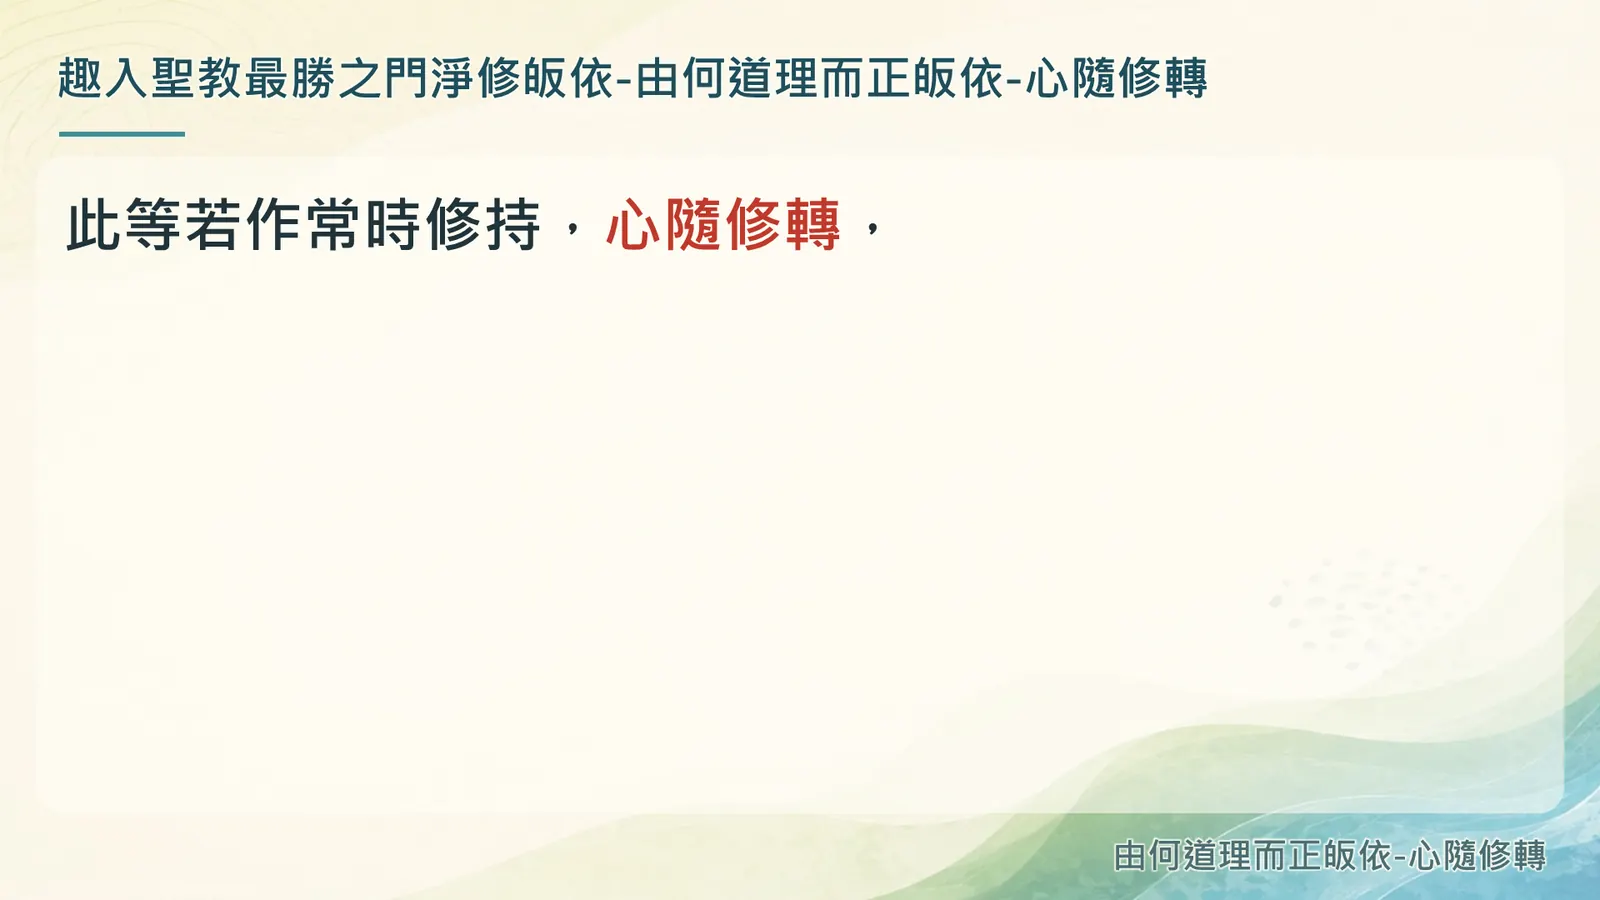 趣入聖教最勝之門淨修皈依-由何道理而正皈依-心隨修轉
此等若作常時修持，心隨修轉，
由何道理而正皈依-心隨修轉